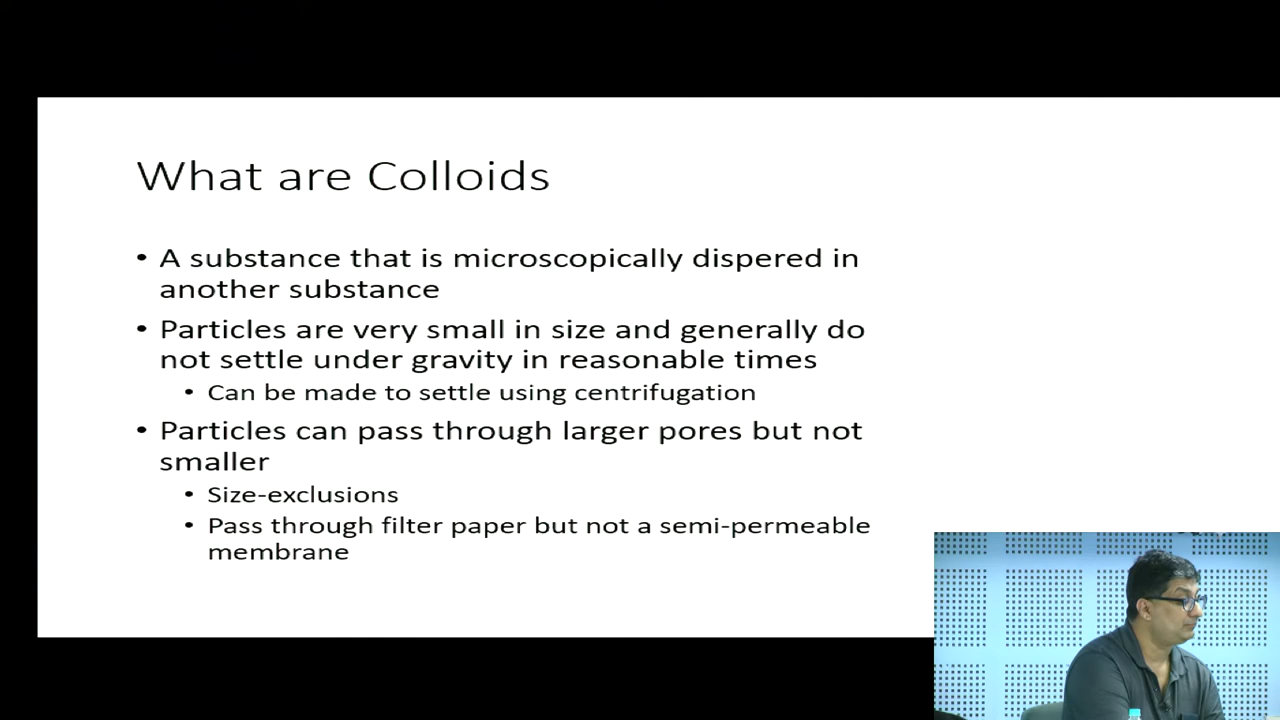 What are Colloids
• A substance that is microscopically dispered in
another substance
• Particles are very small in size and generally do
not settle under gravity in reasonable times
• Can be made to settle using centrifugation
• Particles can pass through larger pores but not
smaller
• Size-exclusions
• Pass through filter paper but not a semi-permeable
membrane